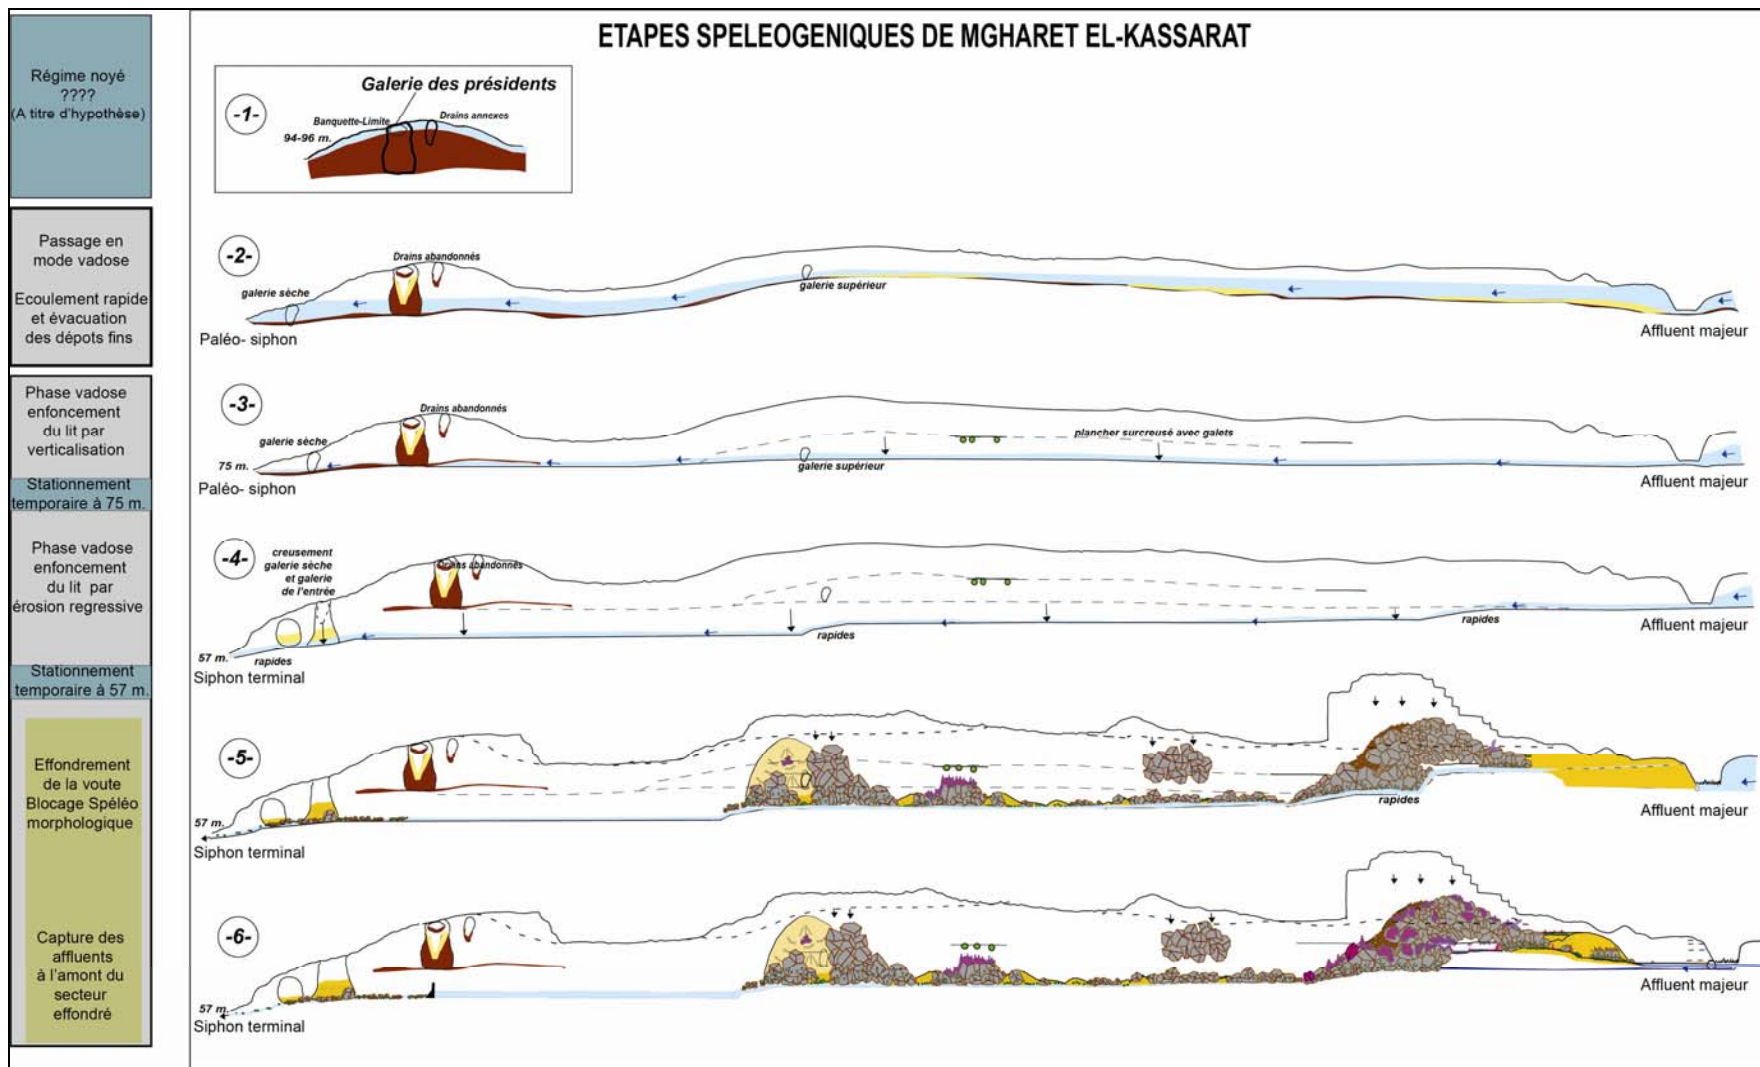 ETAPES SPELEOGENIQUES DE MGHARET EL-KASSARAT
Régime noyé
????
(A titre d'hypothèse)
Passage en
mode vadose
Ecoulement rapide
et évacuation
des dépots fins
Phase vadose
enfoncement
du lit par
verticalisation
Stationnement
temporaire à 75 m.
Phase vadose
enfoncement
du lit par
érosion regressive
Stationnement
temporaire à 57 m.
Effondrement
de la voute
Blocage Spéléo
morphologique
Capture des
affluents
à l'amont du
secteur
effondré
-1-
Galerie des présidents
Banquette-Limite
Drains annexes
94-96 m.
-2-
Drains abandonnés
galerie sèche
galerie supérieur
Paléo- siphon
Affluent majeur
-3-
Drains abandonnés
galerie sèche
plancher surcreusé avec galets
75 m.
galerie supérieur
Paléo- siphon
Affluent majeur
-4-
creusement
galerie sèche
et galerie
de l'entrée
Drains abandonnés
rapides
rapides
57 m.
rapides
Siphon terminal
Affluent majeur
-5-
rapides
57 m.
Siphon terminal
Affluent majeur
-6-
57 m.
Siphon terminal
Affluent majeur